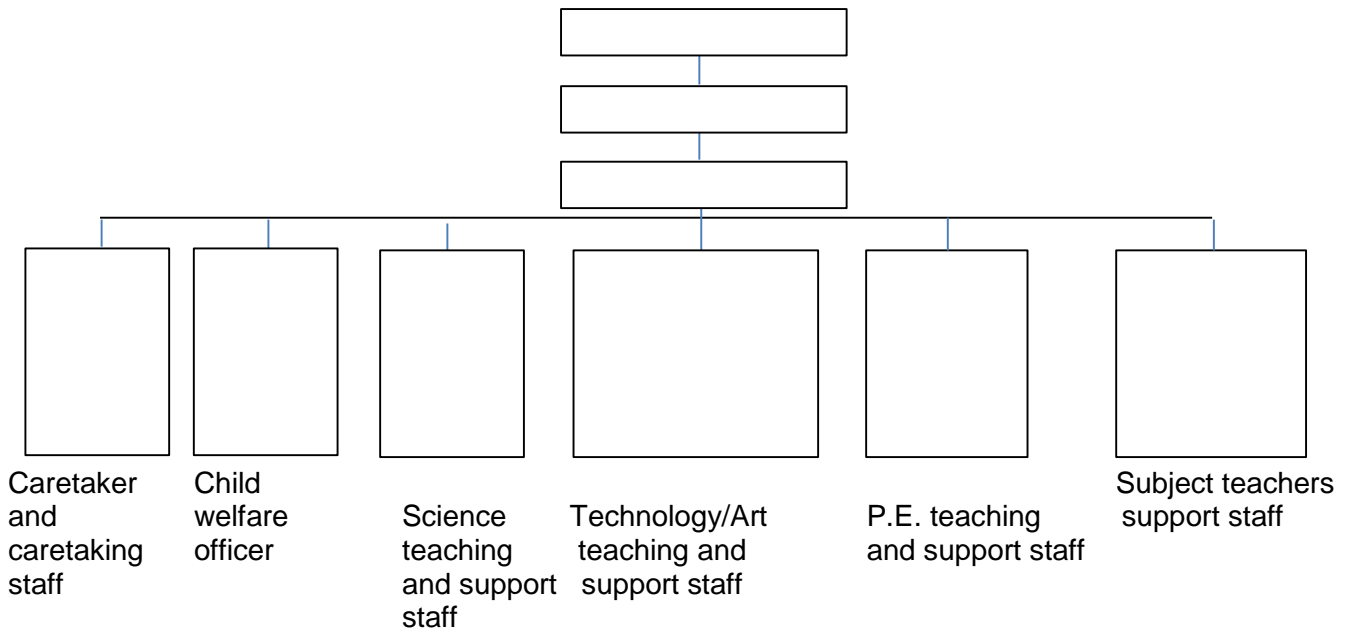 Caretaker
and
caretaking
staff
Child
welfare
officer
Science
teaching
and support
staff
Technology/Art
teaching and
support staff
P.E. teaching
and support staff
Subject teachers
support staff